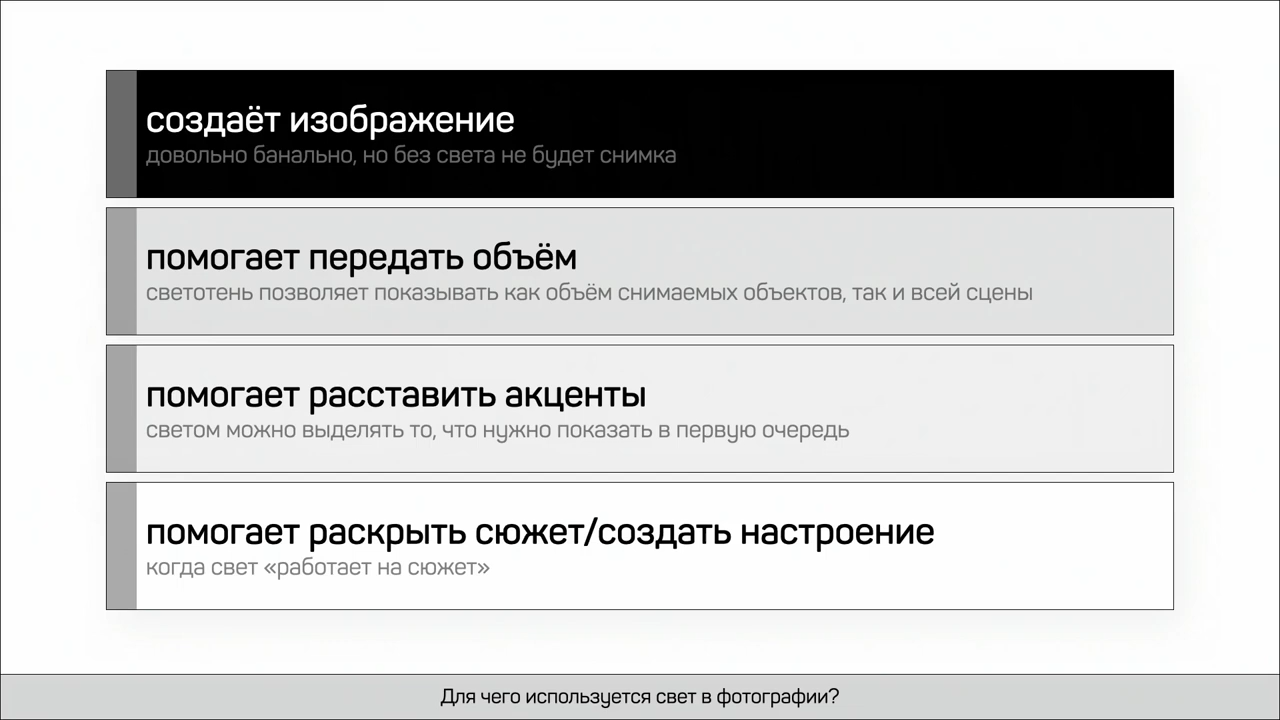 создаёт изображение
довольно банально, но без света не будет снимка
помогает передать объём
светотень позволяет показывать как объём снимаемых объектов, так и всей сцены
помогает расставить акценты
светом можно выделять то, что нужно показать в первую очередь
помогает раскрыть сюжет/создать настроение
когда свет «работает на сюжет»
Для чего используется свет в фотографии?